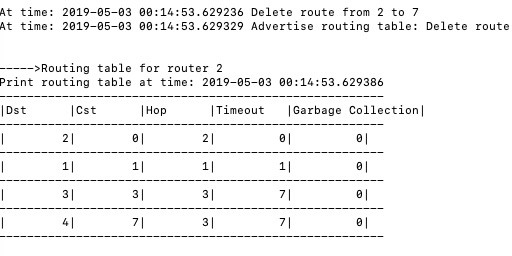 At time: 2019-05-03 00:14:53.629236 Delete route from 2 to 7
At time: 2019-05-03 00:14:53.629329 Advertise routing table: Delete route
----->Routing table for router 2
Print routing table at time: 2019-05-03 00:14:53.629386
------------------------------------------------------
|Dst      |Cst      |Hop      |Timeout   |Garbage Collection|
------------------------------------------------------
|        2|        0|        2|         0|         0|
------------------------------------------------------
|        1|        1|        1|         1|         0|
------------------------------------------------------
|        3|        3|        3|         7|         0|
------------------------------------------------------
|        4|        7|        3|         7|         0|
------------------------------------------------------